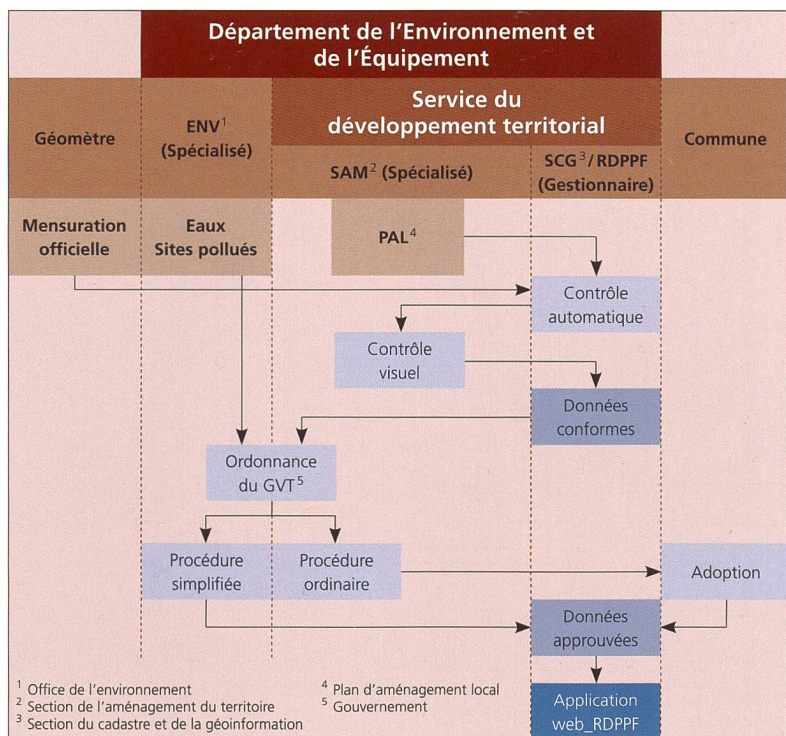 Département de l'Environnement et
de l'Équipement
Géomètre
ENV¹
(Spécialisé)
Service du
développement territorial
SAM² (Spécialisé)
SCG³/RDPPF
(Gestionnaire)
Commune
Mensuration
officielle
Eaux
Sites pollués
PAL⁴
Contrôle
automatique
Contrôle
visuel
Données
conformes
Ordonnance
du GVT⁵
Procédure
simplifiée
Procédure
ordinaire
Adoption
Données
approuvées
Application
web_RDPPF
¹ Office de l'environnement
² Section de l'aménagement du territoire
³ Section du cadastre et de la géoinformation
⁴ Plan d'aménagement local
⁵ Gouvernement